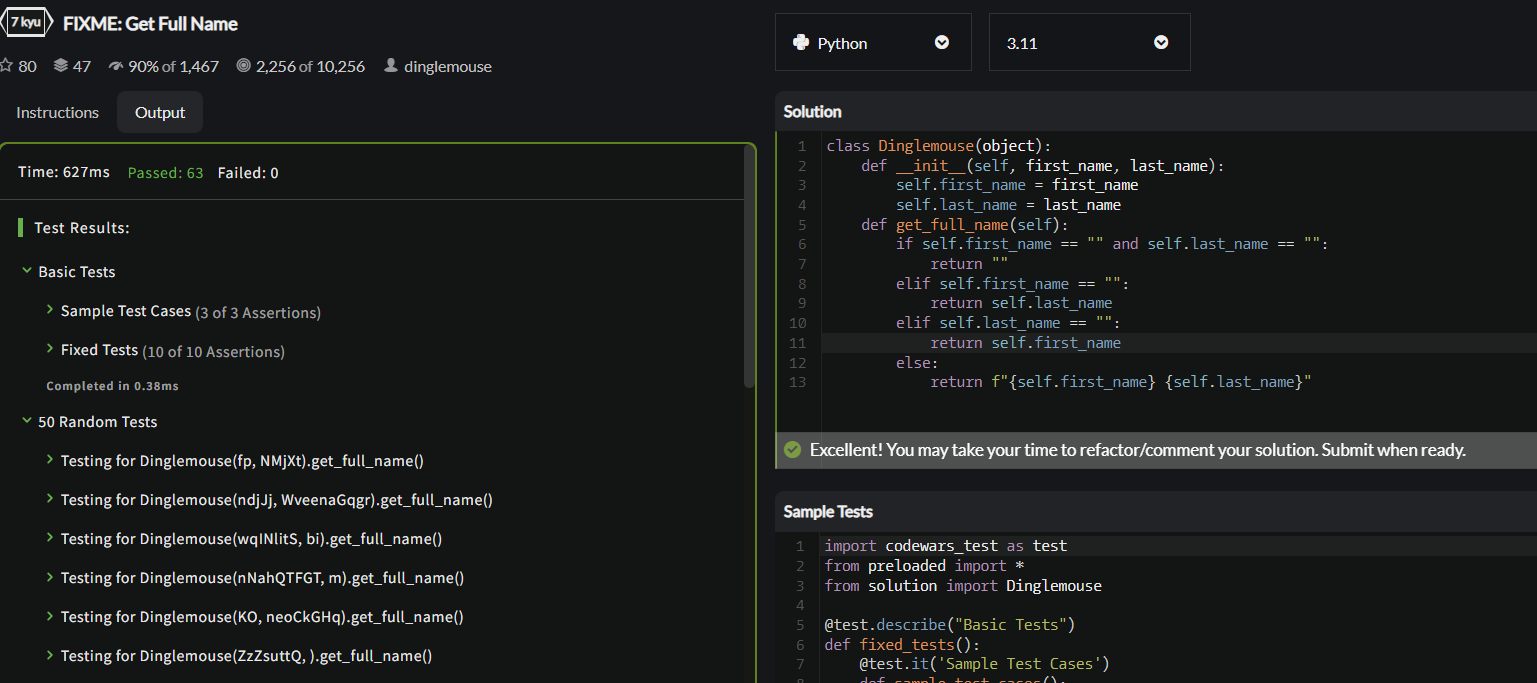 7 kyu FIXME: Get Full Name
80 47 90% of 1,467 2,256 of 10,256 dinglemouse
Instructions Output
Time: 627ms Passed: 63 Failed: 0
Test Results:
Basic Tests
Sample Test Cases (3 of 3 Assertions)
Fixed Tests (10 of 10 Assertions)
Completed in 0.38ms
50 Random Tests
Testing for Dinglemouse(fp, NMjXt).get_full_name()
Testing for Dinglemouse(ndjJj, WveenaGqgr).get_full_name()
Testing for Dinglemouse(wqINlitS, bi).get_full_name()
Testing for Dinglemouse(nNahQTFGT, m).get_full_name()
Testing for Dinglemouse(KO, neoCkGHq).get_full_name()
Testing for Dinglemouse(ZzZsuttQ, ).get_full_name()
Python 3.11
Solution
1 class Dinglemouse(object):
2 def __init__(self, first_name, last_name):
3 self.first_name = first_name
4 self.last_name = last_name
5 def get_full_name(self):
6 if self.first_name == "" and self.last_name == "":
7 return ""
8 elif self.first_name == "":
9 return self.last_name
10 elif self.last_name == "":
11 return self.first_name
12 else:
13 return f"{self.first_name} {self.last_name}"
Excellent! You may take your time to refactor/comment your solution. Submit when ready.
Sample Tests
1 import codewars_test as test
2 from preloaded import *
3 from solution import Dinglemouse
4
5 @test.describe("Basic Tests")
6 def fixed_tests():
7 @test.it('Sample Test Cases')
8 def sample_test_cases():